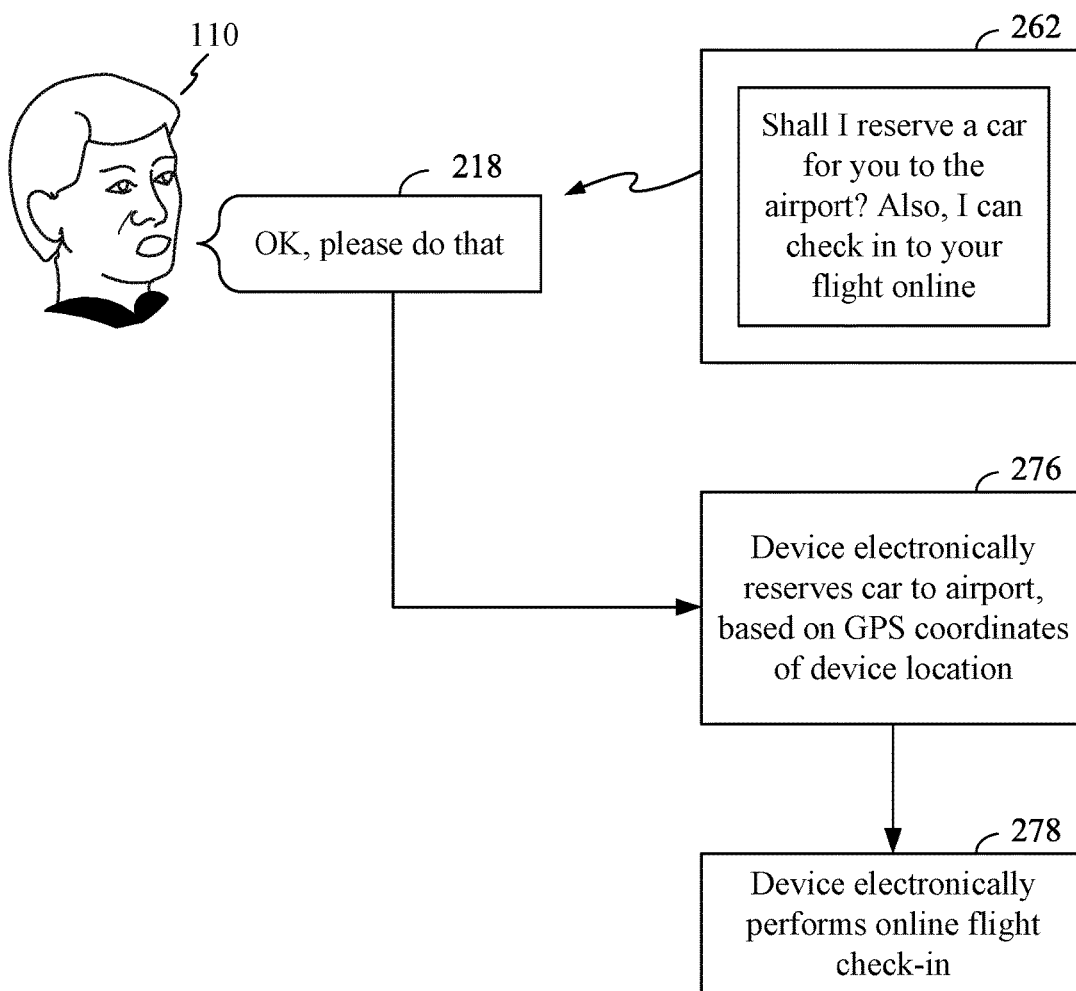 110
262
Shall I reserve a car
for you to the
airport? Also, I can
check in to your
flight online
218
OK, please do that
276
Device electronically
reserves car to airport,
based on GPS coordinates
of device location
278
Device electronically
performs online flight
check-in